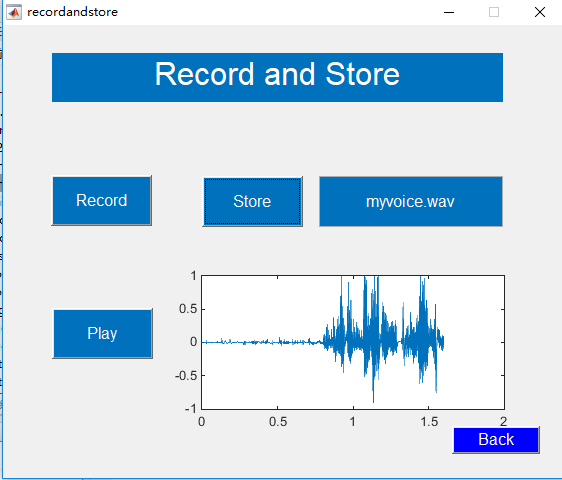 recordandstore
Record and Store
Record
Store
myvoice.wav
Play
1
0.5
0
-0.5
-1
0
0.5
1
1.5
2
Back